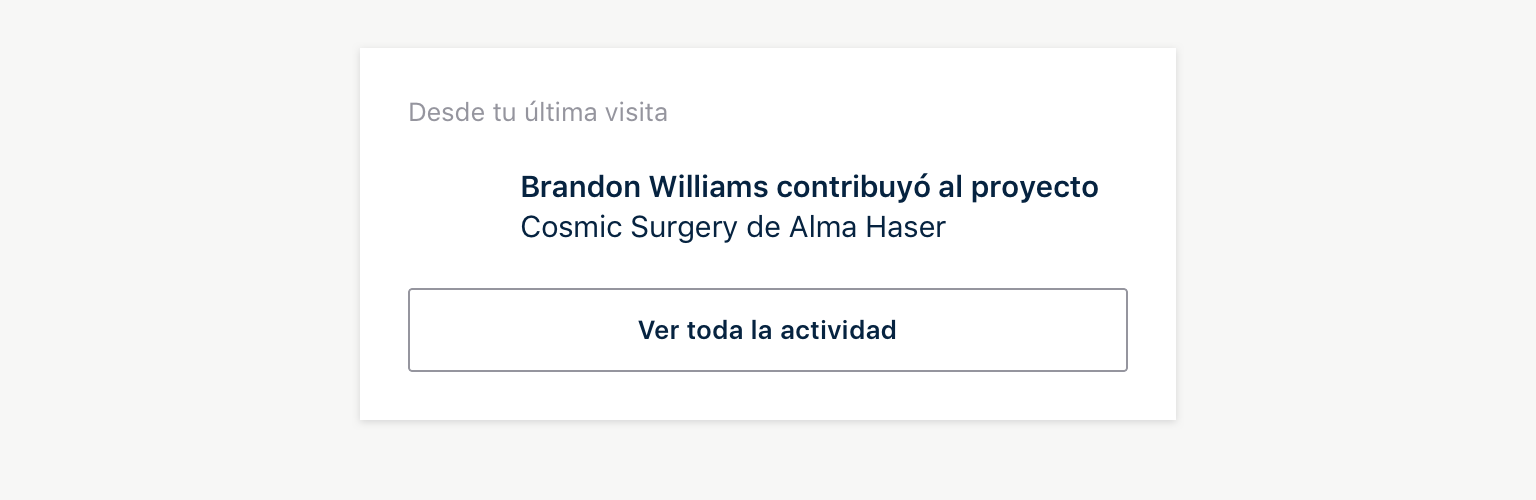 Desde tu última visita
Brandon Williams contribuyó al proyecto
Cosmic Surgery de Alma Haser
Ver toda la actividad